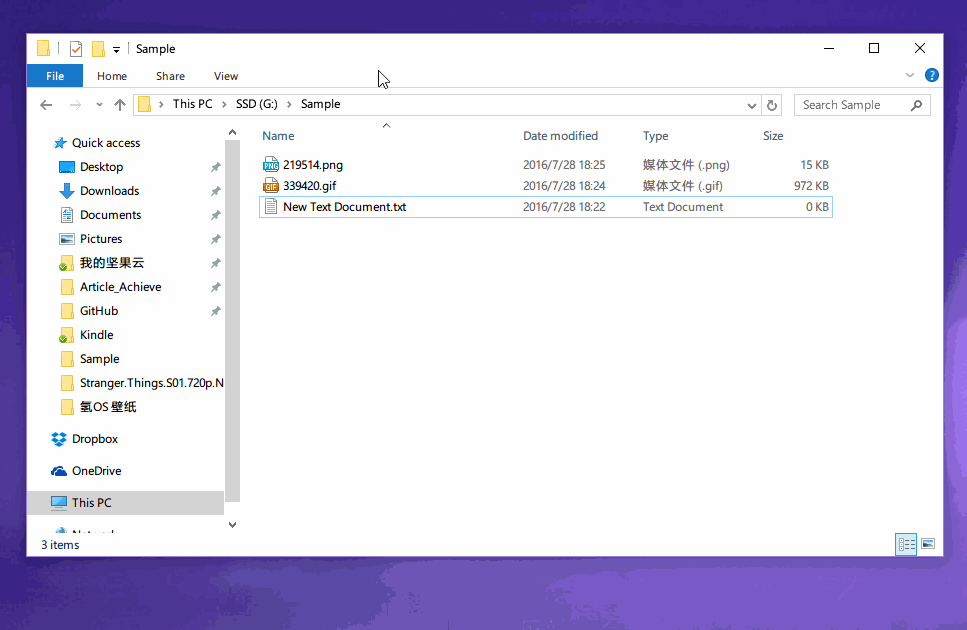 Sample
File Home Share View
This PC SSD (G:) Sample
Search Sample
Name Date modified Type Size
PNG 219514.png 2016/7/28 18:25 媒体文件 (.png) 15 KB
GIF 339420.gif 2016/7/28 18:24 媒体文件 (.gif) 972 KB
New Text Document.txt 2016/7/28 18:22 Text Document 0 KB
Quick access
Desktop
Downloads
Documents
Pictures
我的坚果云
Article_Achieve
GitHub
Kindle
Sample
Stranger.Things.S01.720p.N
氢OS 壁纸
Dropbox
OneDrive
This PC
3 items